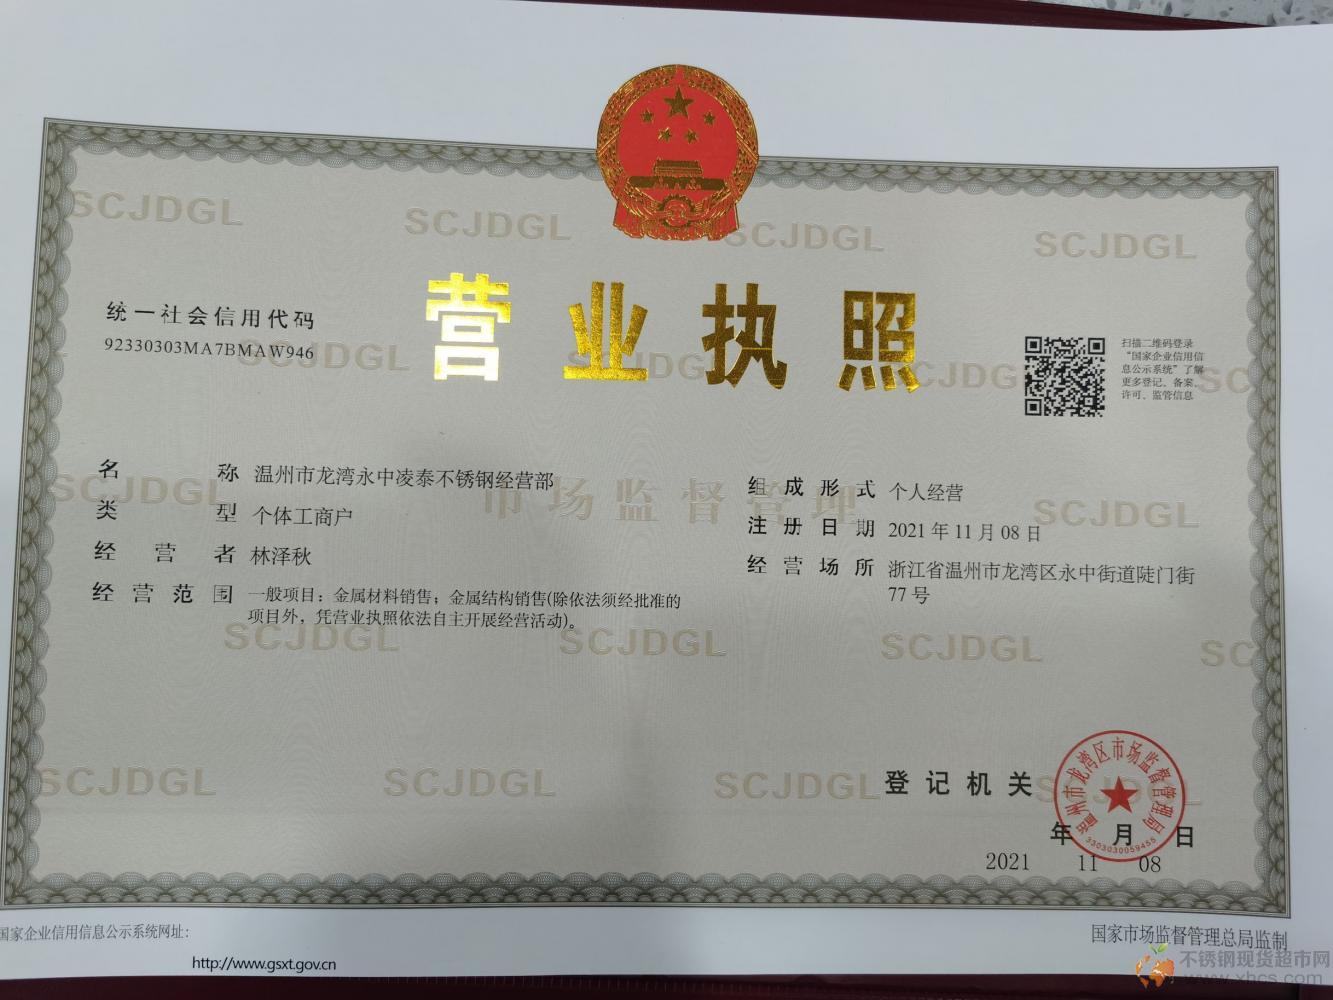 SCJDGL SCJDGL SCJDGL SCJDGL
营业执照
统一社会信用代码
92330303MA7BMAW946
扫描二维码登录
“国家企业信用信
息公示系统”了解
更多登记、备案、
许可、监管信息
SCJDGL SCJDG SCJDG SC
名称 温州市龙湾永中凌泰不锈钢经营部
类型 个体工商户
经营者 林泽秋
经营范围 一般项目：金属材料销售；金属结构销售(除依法须经批准的
项目外，凭营业执照依法自主开展经营活动)。
组成形式 个人经营
注册日期 2021年11月08日
经营场所 浙江省温州市龙湾区永中街道陡门街
77号
SCJDGL 市场监督管理 SCJDGL
SCJDGL SCJDGL SCJDGL SC
SCJDGL SCJDGL SCJDGL
登记机关
温州市龙湾区市场监督管理局
3303030059455
年月日
2021 11 08
国家企业信用信息公示系统网址：
http://www.gsxt.gov.cn
国家市场监督管理总局监制
不锈钢现货超市网
www.xhcs.com